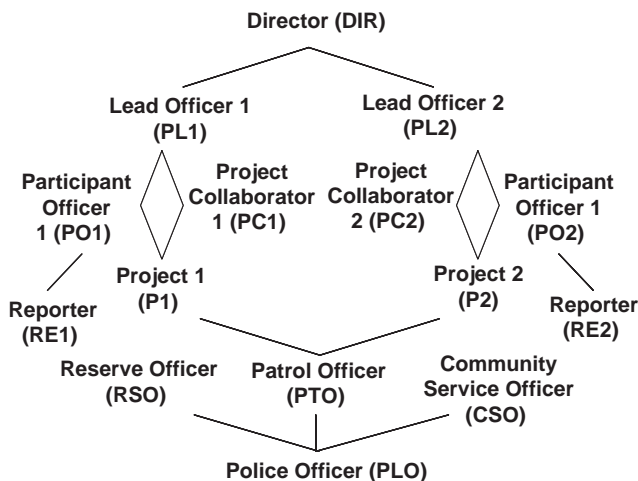 Director (DIR)
Lead Officer 1
(PL1)
Lead Officer 2
(PL2)
Participant
Officer
1 (PO1)
Project
Collaborator
1 (PC1)
Project
Collaborator
2 (PC2)
Participant
Officer 1
(PO2)
Project 1
(P1)
Project 2
(P2)
Reporter
(RE1)
Reporter
(RE2)
Reserve Officer
(RSO)
Patrol Officer
(PTO)
Community
Service Officer
(CSO)
Police Officer (PLO)